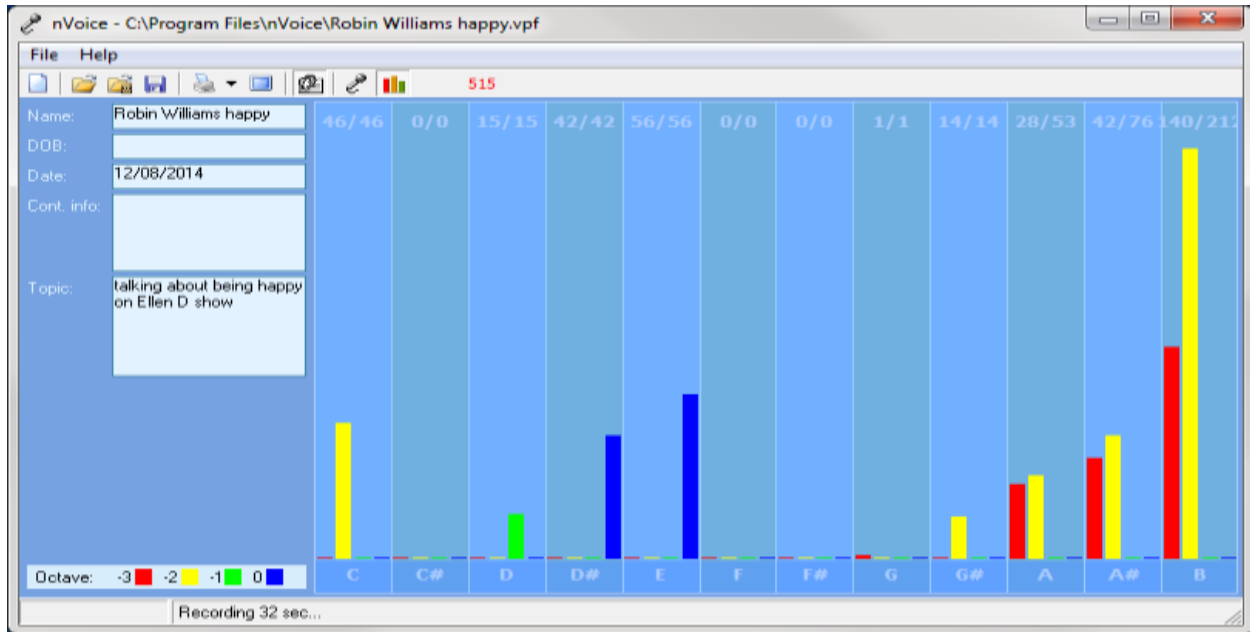 nVoice - C:\Program Files\nVoice\Robin Williams happy.vpf
File Help
515
Name: Robin Williams happy
DOB:
Date: 12/08/2014
Cont. info:
Topic: talking about being happy
on Ellen D show
46/46 0/0 15/15 42/42 56/56 0/0 0/0 1/1 14/14 28/53 42/76 140/212
C C# D D# E F F# G G# A A# B
Octave: -3 -2 -1 0
Recording 32 sec...